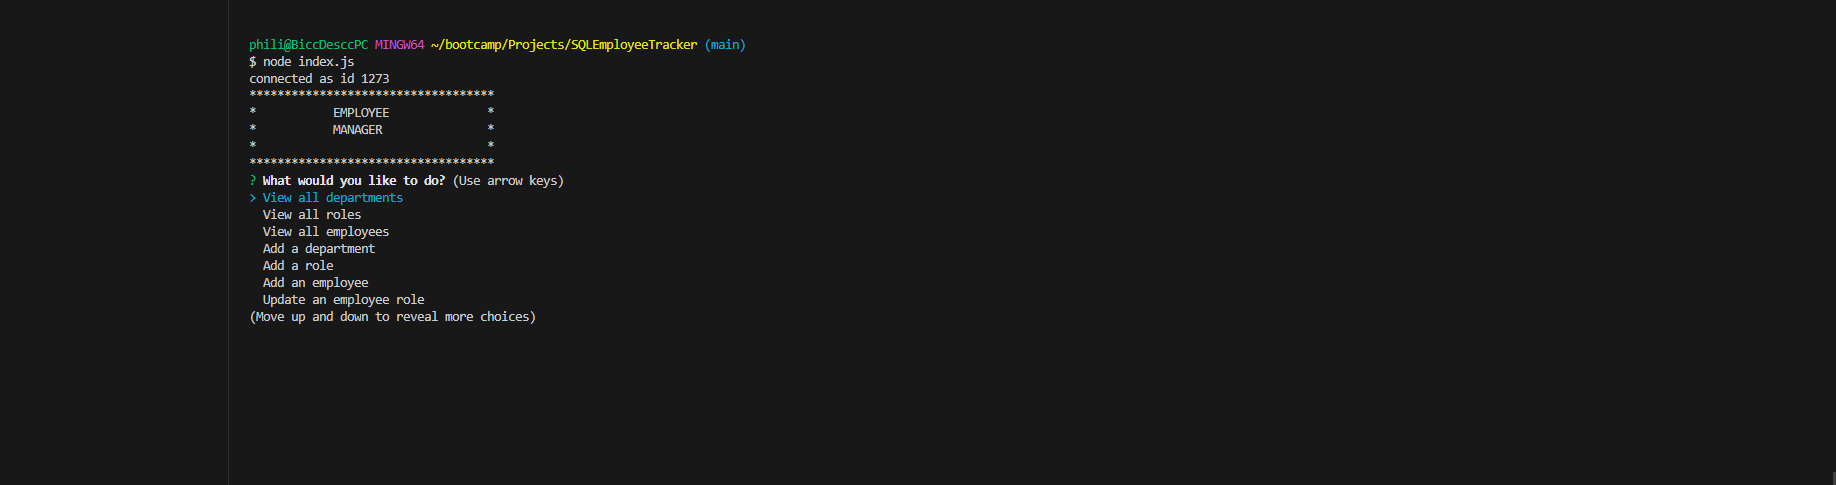 phili@BiccDesccPC MINGW64 ~/bootcamp/Projects/SQLEmployeeTracker (main)
$ node index.js
connected as id 1273
***********************************
*           EMPLOYEE              *
*           MANAGER               *
*                                 *
***********************************
? What would you like to do? (Use arrow keys)
> View all departments
  View all roles
  View all employees
  Add a department
  Add a role
  Add an employee
  Update an employee role
(Move up and down to reveal more choices)